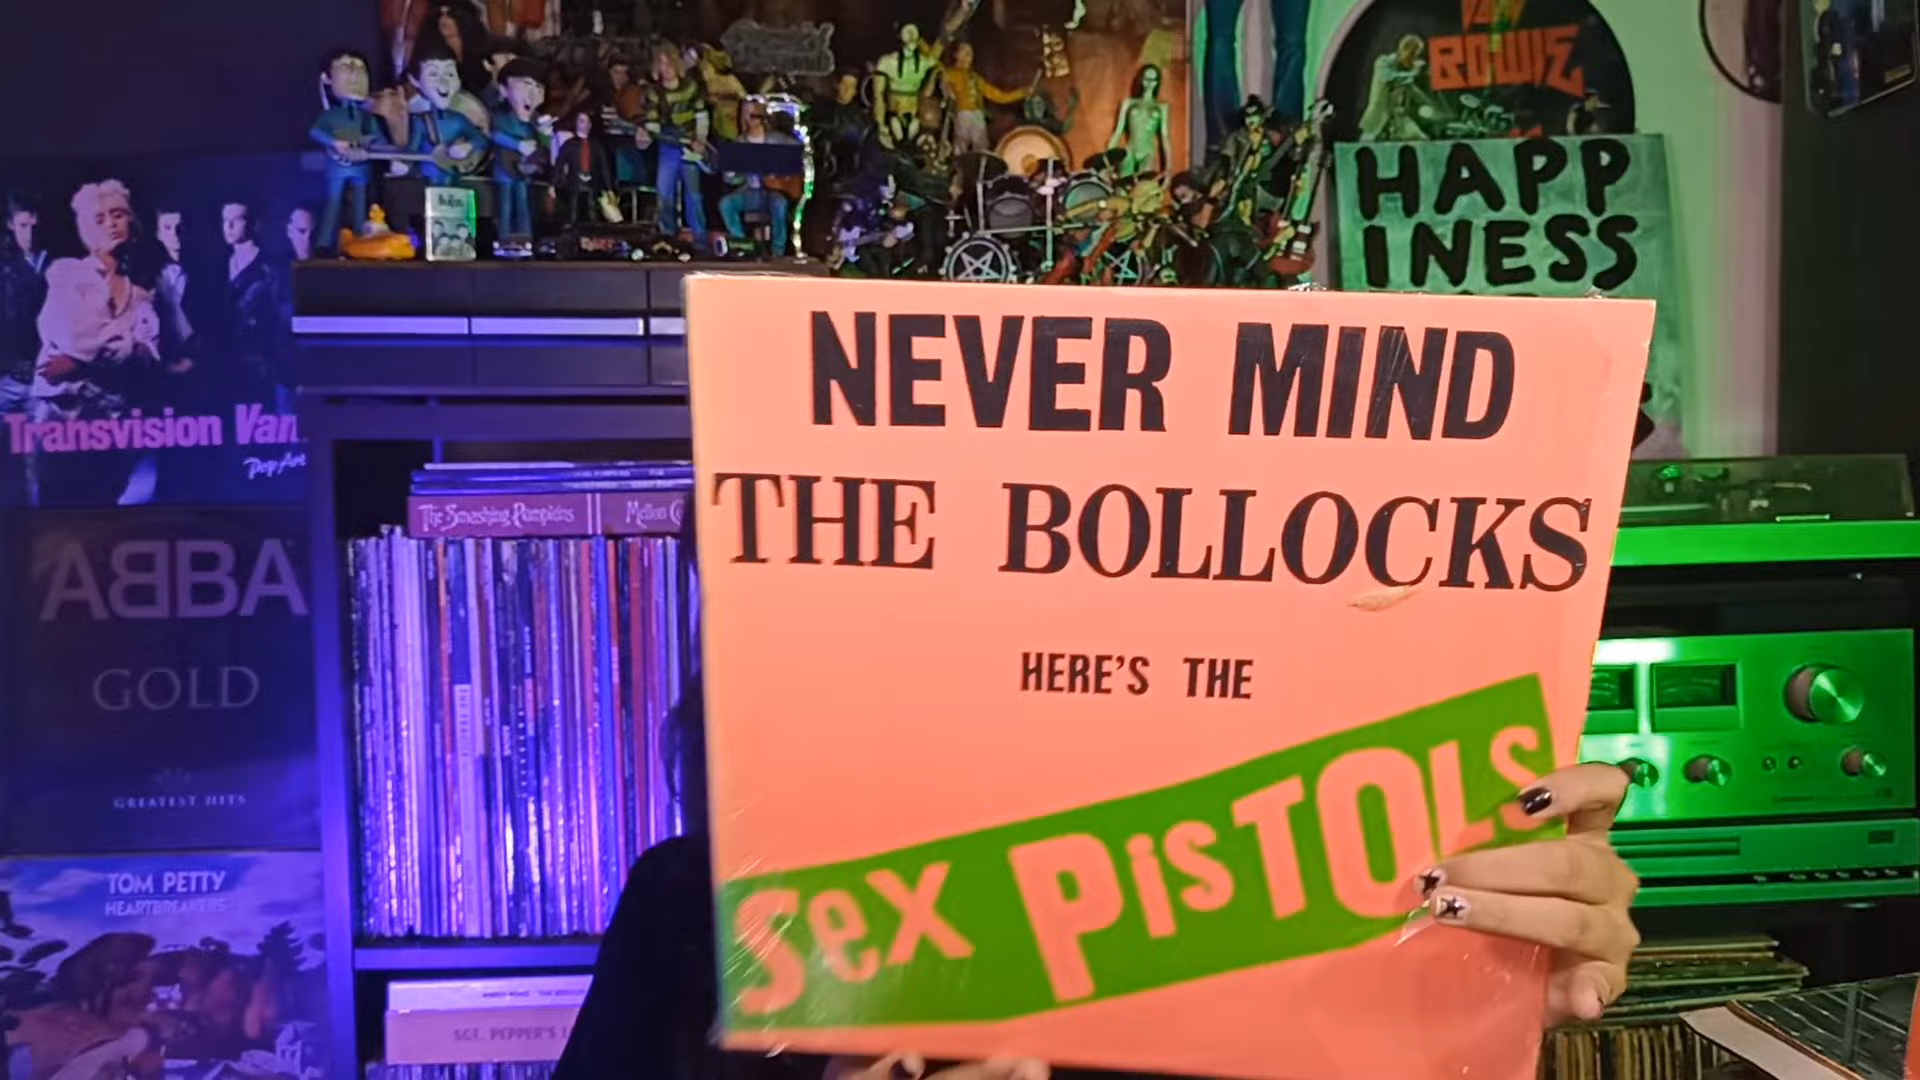 BOWIE
HAPP
INESS
Transvision Vam
Pop Art
ABBA
GOLD
GREATEST HITS
TOM PETTY
HEARTBREAKERS
The Smashing Pumpkins
SGT. PEPPER'S
NEVER MIND
THE BOLLOCKS
HERE'S THE
SEX PiSTOLS